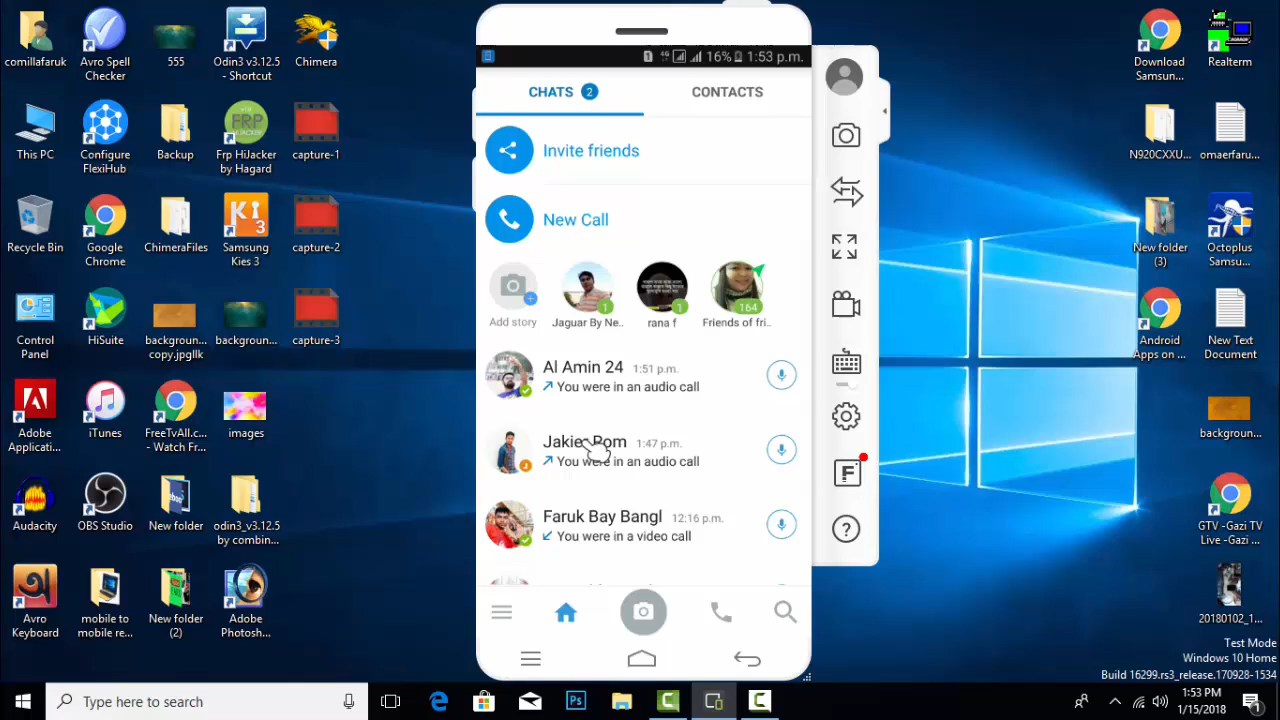 aruk
Avro Spell
Checker
555
Odin3 v3.12.5
- Shortcut
Chimera
This PC
Configure
FlexiHub
Backup
FRP
Frp HiJacker
by Hagard
capture-1
Recycle Bin
Google
Chrome
ChimeraFiles
Samsung
Kies 3
capture-2
Control
Panel
HiSuite
background...
copy.jpgllk
backgroun...
capture-3
Adobe
Applicati...
iTunes
FreeTvAll.c...
- Watch Fr...
images
Audacity
OBS Studio
New folder
odin3_v3.12.5
by combin...
Keyboard
mobile to
mobile re...
New folder
(2)
Adobe
Photosh...
16% 1:53 p.m.
CHATS 2
CONTACTS
Invite friends
New Call
Add story
1
Jaguar By Ne..
1
rana f
164
Friends of fri..
Al Amin 24 1:51 p.m.
You were in an audio call
1:47 p.m.
You were in an audio call
Faruk Bay Bangl 12:16 p.m.
You were in a video call
F
?
Download
Samsun...
Realterm
N920CXXU...
omaerfaru...
New folder
(3)
Octoplus
Samsung ...
Android
Apps on ...
New Text
Document
backgroun...
GTV -Gazi TV
Live -Gazi ...
20180102_1...
Test Mode
Windows 10 Home
Build 16299.rs3_release.170928-1534
Type here to search
Ps
1:53 PM
1/15/2018